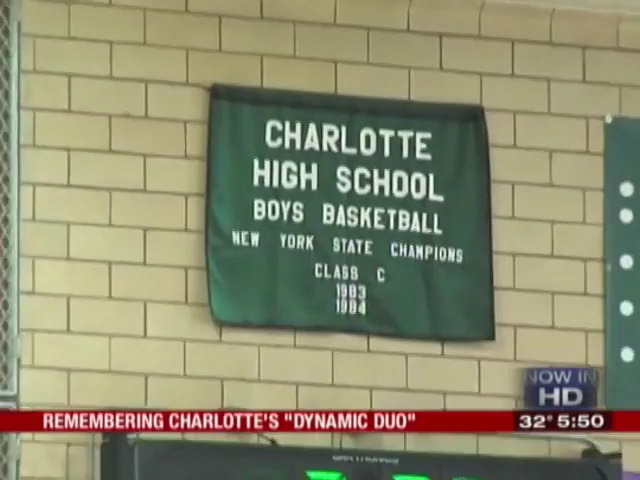 CHARLOTTE
HIGH SCHOOL
BOYS BASKETBALL
NEW YORK STATE CHAMPIONS
CLASS C
1983
1984
NOW IN
HD
REMEMBERING CHARLOTTE'S "DYNAMIC DUO"
32° 5:50